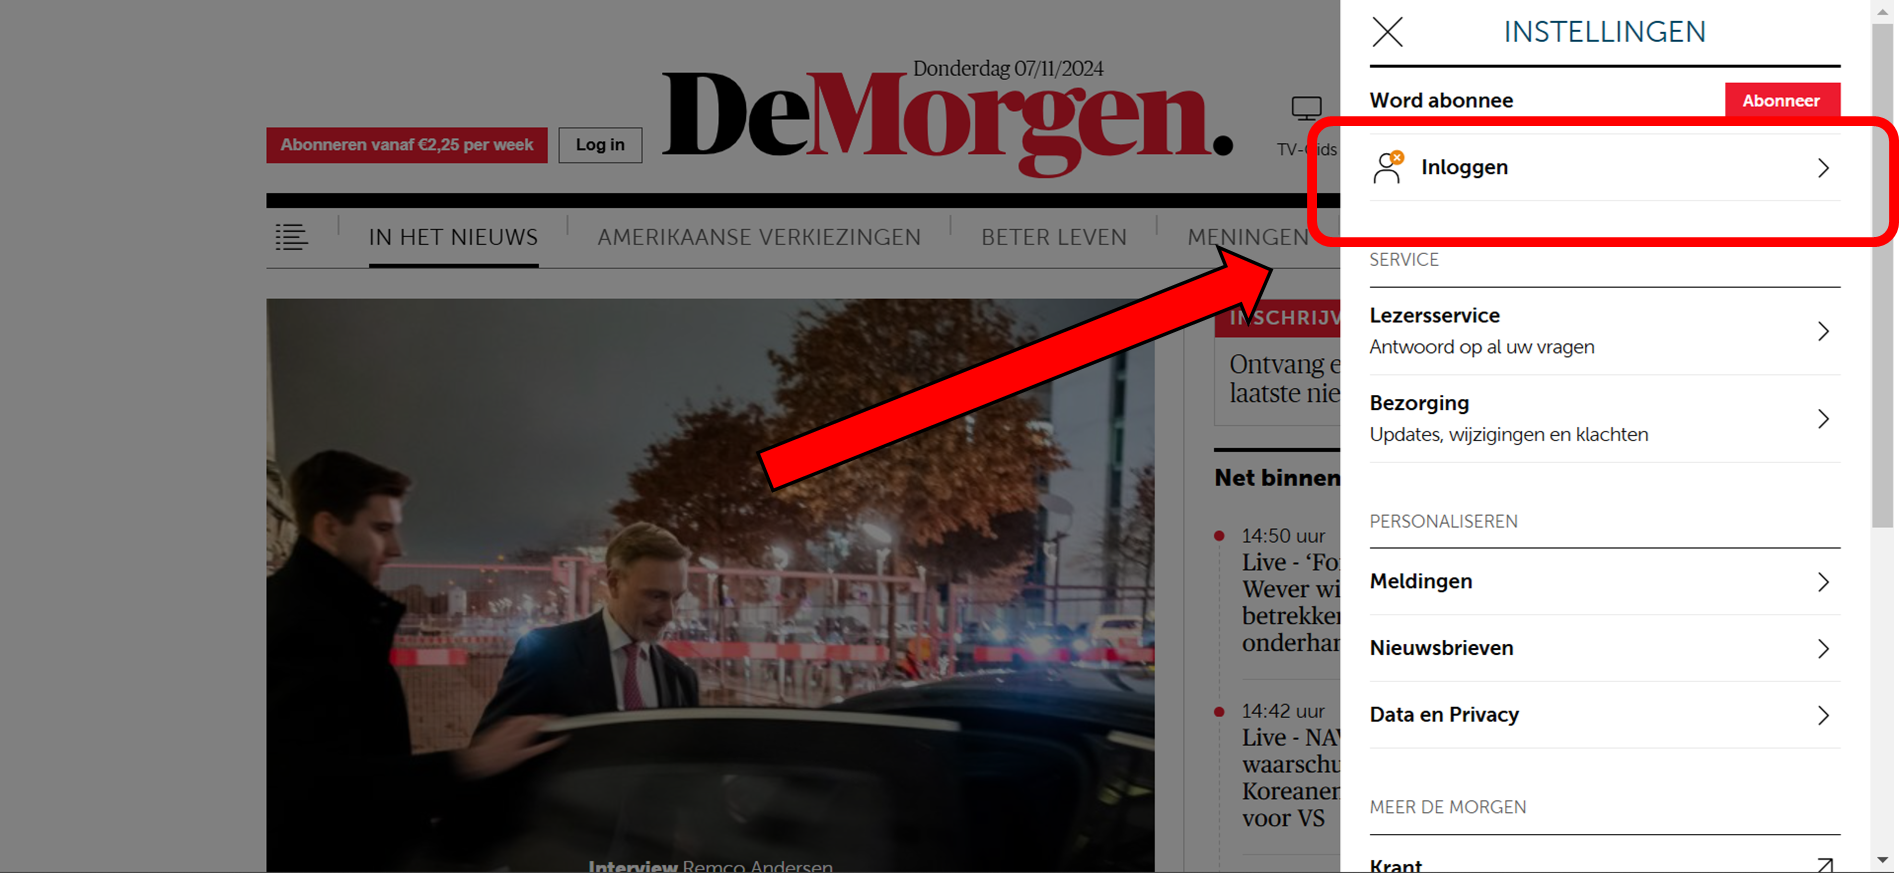 Donderdag 07/11/2024
DeMorgen.
Abonneren vanaf €2,25 per week
Log in
TV-Gids
IN HET NIEUWS
AMERIKAANSE VERKIEZINGEN
BETER LEVEN
MENINGEN
INSCHRIJV
Ontvang e
laatste nie
Net binnen
14:50 uur
Live - ‘Fo
Wever wi
betrekke
onderhan
14:42 uur
Live - NA
waarschu
Koreanen
voor VS
Interview Remco Andersen
INSTELLINGEN
Word abonnee
Abonneer
Inloggen
SERVICE
Lezersservice
Antwoord op al uw vragen
Bezorging
Updates, wijzigingen en klachten
PERSONALISEREN
Meldingen
Nieuwsbrieven
Data en Privacy
MEER DE MORGEN
Krant